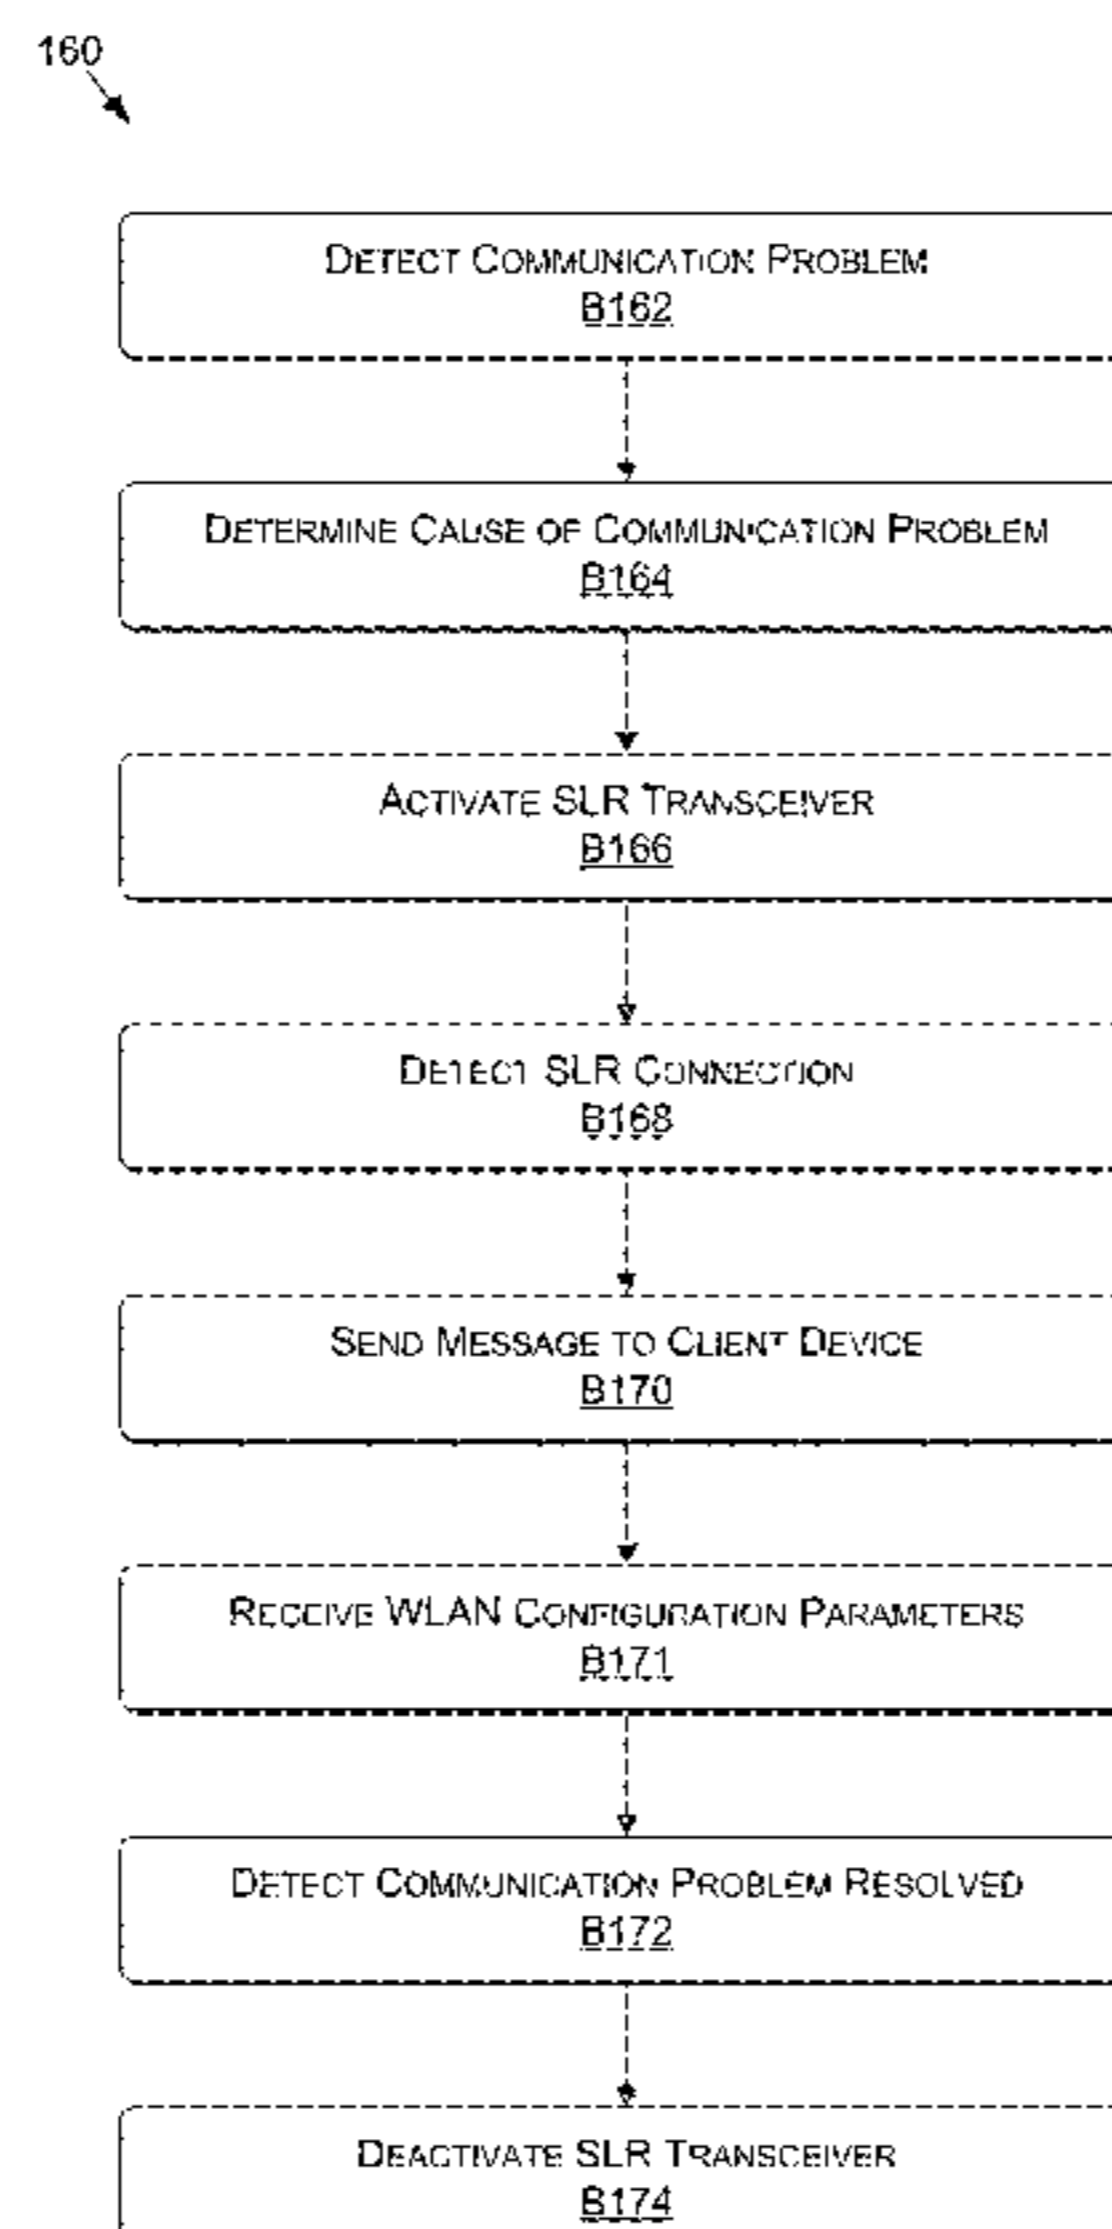 160
DETECT COMMUNICATION PROBLEM
B162
DETERMINE CAUSE OF COMMUNICATION PROBLEM
B164
ACTIVATE SLR TRANSCEIVER
B166
DETECT SLR CONNECTION
B168
SEND MESSAGE TO CLIENT DEVICE
B170
RECEIVE WLAN CONFIGURATION PARAMETERS
B171
DETECT COMMUNICATION PROBLEM RESOLVED
B172
DEACTIVATE SLR TRANSCEIVER
B174